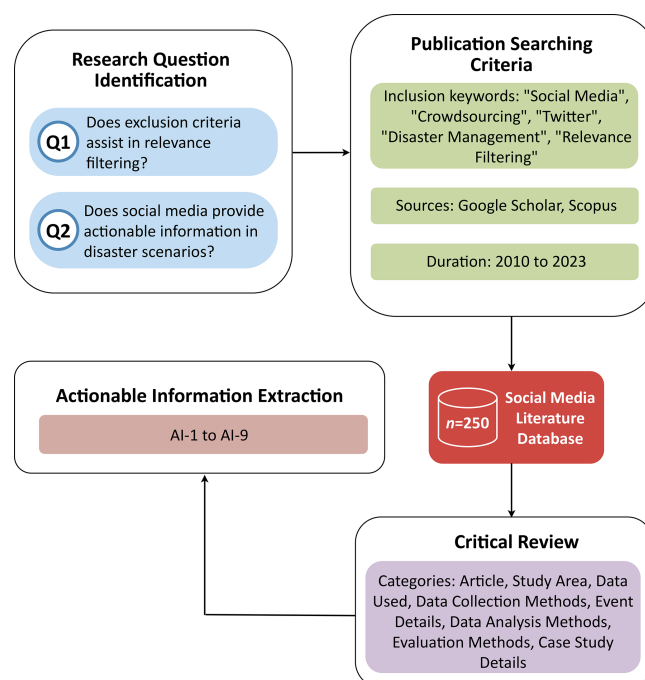 Research Question
Identification
Q1
Does exclusion criteria
assist in relevance
filtering?
Q2
Does social media provide
actionable information in
disaster scenarios?
Publication Searching
Criteria
Inclusion keywords: "Social Media",
"Crowdsourcing", "Twitter",
"Disaster Management", "Relevance
Filtering"
Sources: Google Scholar, Scopus
Duration: 2010 to 2023
n=250
Social Media
Literature
Database
Critical Review
Categories: Article, Study Area, Data
Used, Data Collection Methods, Event
Details, Data Analysis Methods,
Evaluation Methods, Case Study
Details
Actionable Information Extraction
AI-1 to AI-9